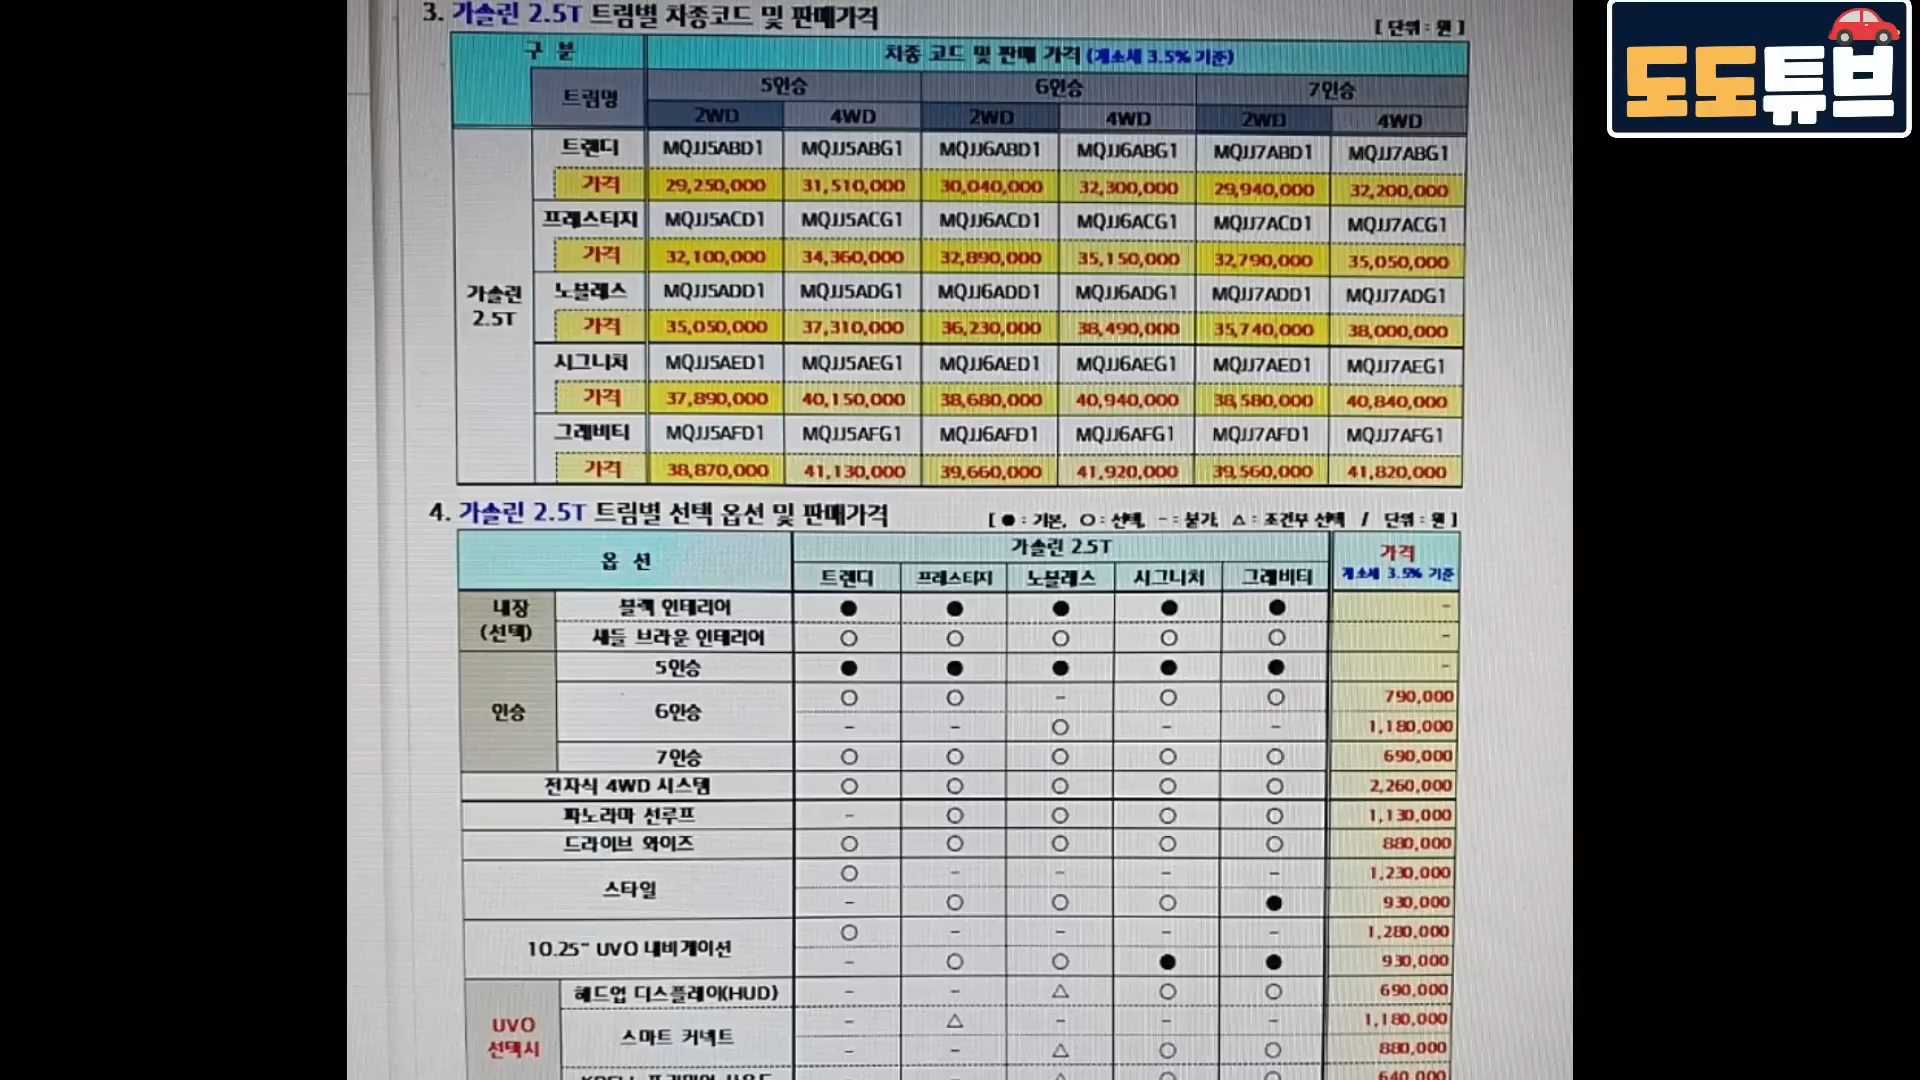 도도튜브
3. 가솔린 2.5T 트림별 차종코드 및 판매가격
[ 단위 : 원 ]
구 분 차종 코드 및 판매 가격 (개소세 3.5% 기준)
트림명 5인승 6인승 7인승
2WD 4WD 2WD 4WD 2WD 4WD
가솔린 2.5T
트렌디 MQJJ5ABD1 MQJJ5ABG1 MQJJ6ABD1 MQJJ6ABG1 MQJJ7ABD1 MQJJ7ABG1
가격 29,250,000 31,510,000 30,040,000 32,300,000 29,940,000 32,200,000
프레스티지 MQJJ5ACD1 MQJJ5ACG1 MQJJ6ACD1 MQJJ6ACG1 MQJJ7ACD1 MQJJ7ACG1
가격 32,100,000 34,360,000 32,890,000 35,150,000 32,790,000 35,050,000
노블레스 MQJJ5ADD1 MQJJ5ADG1 MQJJ6ADD1 MQJJ6ADG1 MQJJ7ADD1 MQJJ7ADG1
가격 35,050,000 37,310,000 36,230,000 38,490,000 35,740,000 38,000,000
시그니처 MQJJ5AED1 MQJJ5AEG1 MQJJ6AED1 MQJJ6AEG1 MQJJ7AED1 MQJJ7AEG1
가격 37,890,000 40,150,000 38,680,000 40,940,000 38,580,000 40,840,000
그래비티 MQJJ5AFD1 MQJJ5AFG1 MQJJ6AFD1 MQJJ6AFG1 MQJJ7AFD1 MQJJ7AFG1
가격 38,870,000 41,130,000 39,660,000 41,920,000 39,560,000 41,820,000
4. 가솔린 2.5T 트림별 선택 옵션 및 판매가격
[ ● : 기본, ○ : 선택, - : 불가, △ : 조건부 선택 / 단위 : 원 ]
옵 션 가솔린 2.5T 가격
트렌디 프레스티지 노블레스 시그니처 그래비티 개소세 3.5% 기준
내장 (선택)
블랙 인테리어 ● ● ● ● ● -
새들 브라운 인테리어 ○ ○ ○ ○ ○ -
인승
5인승 ● ● ● ● ● -
6인승 ○ ○ - ○ ○ 790,000
- - ○ - - 1,180,000
7인승 ○ ○ ○ ○ ○ 690,000
전자식 4WD 시스템 ○ ○ ○ ○ ○ 2,260,000
파노라마 선루프 - ○ ○ ○ ○ 1,130,000
드라이브 와이즈 ○ ○ ○ ○ ○ 880,000
스타일 ○ - - - - 1,230,000
- ○ ○ ○ ● 930,000
10.25" UVO 내비게이션 ○ - - - - 1,280,000
- ○ ○ ● ● 930,000
UVO 선택시
헤드업 디스플레이(HUD) - - △ ○ ○ 690,000
스마트 커넥트 - △ - - - 1,180,000
- - △ ○ ○ 880,000
640,000